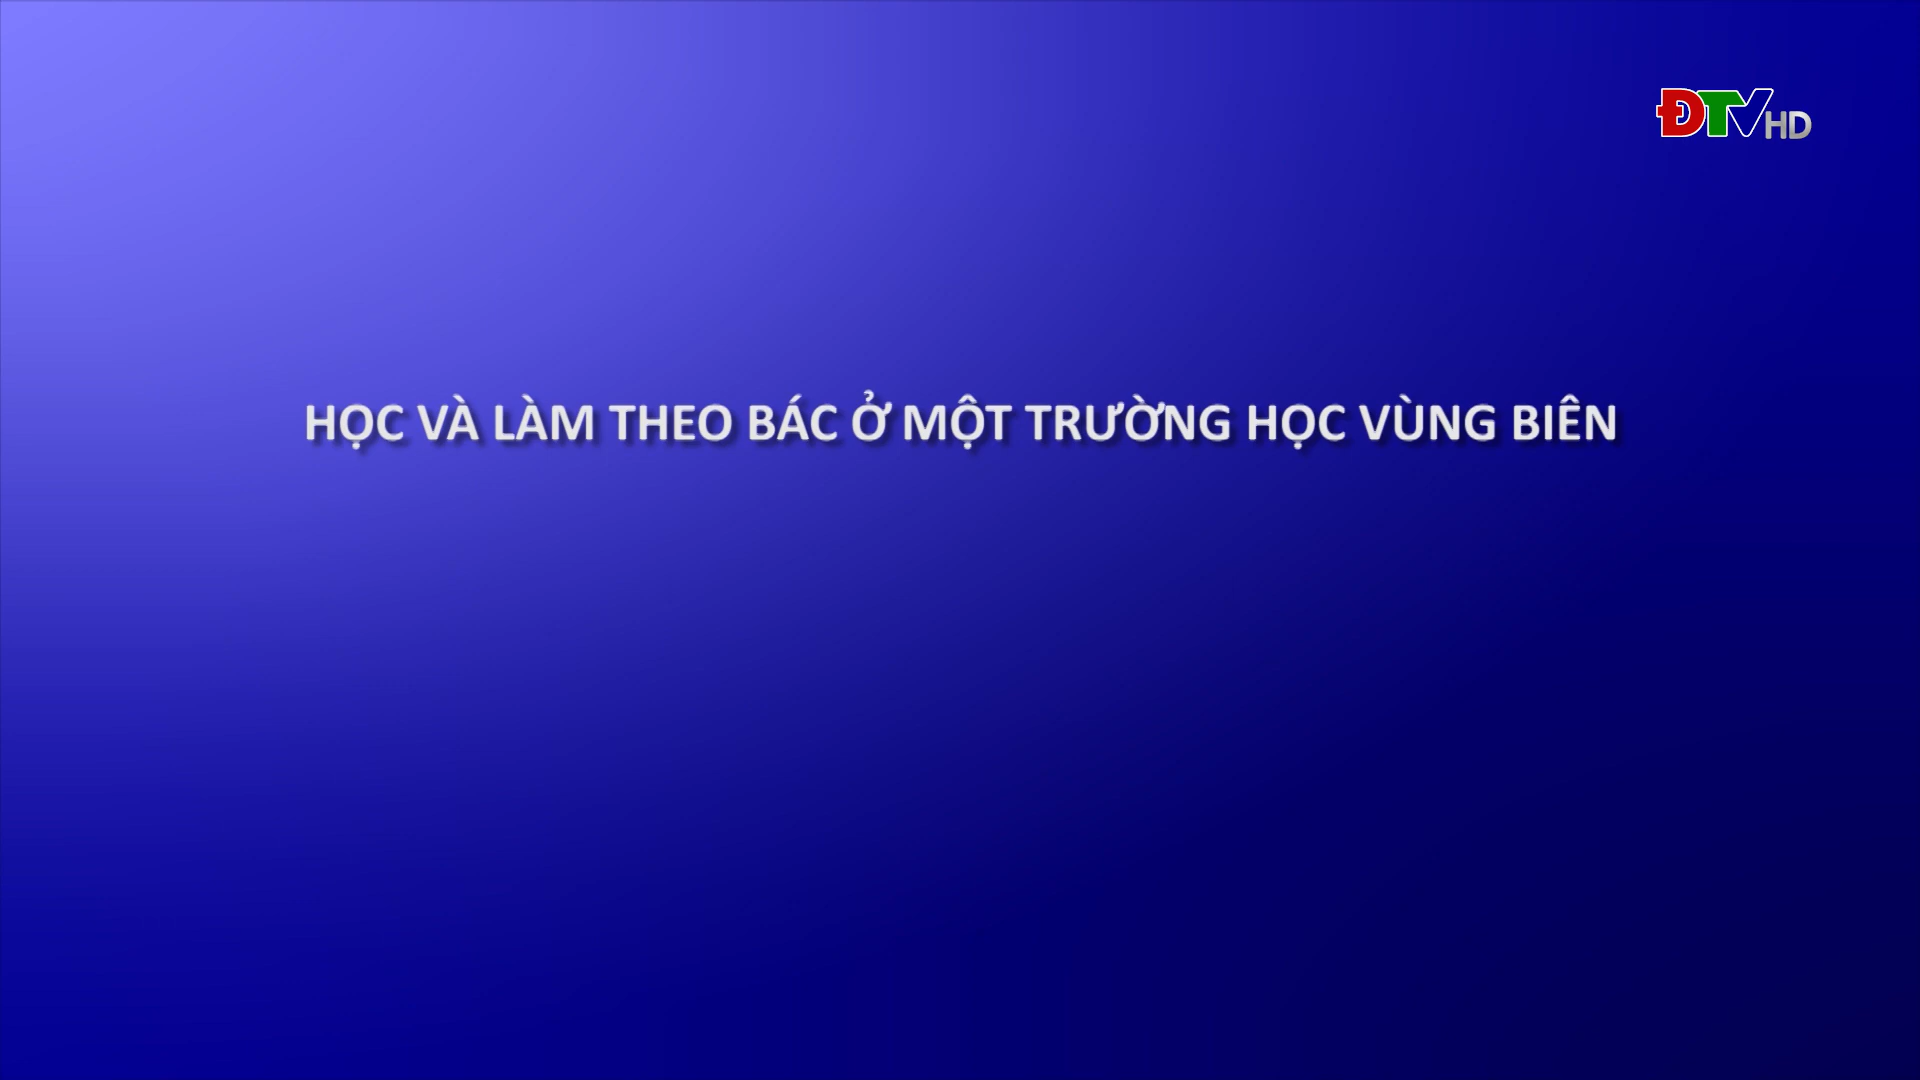 ĐTV HD
HỌC VÀ LÀM THEO BÁC Ở MỘT TRƯỜNG HỌC VÙNG BIÊN